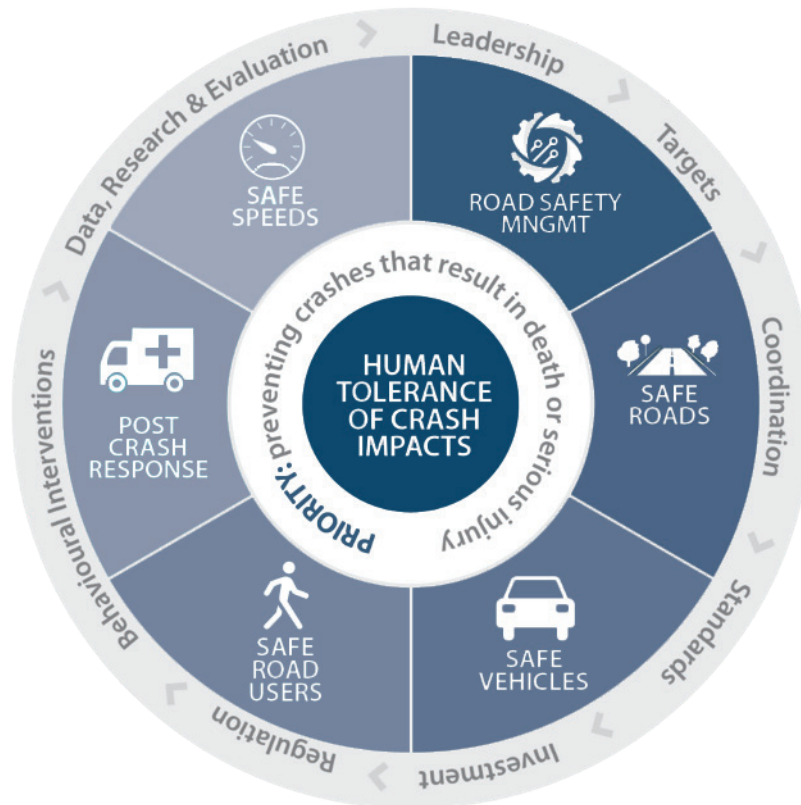 Leadership
Targets
Coordination
Standards
Investment
Regulation
Behavioural Interventions
Data, Research & Evaluation
ROAD SAFETY
MNGMT
SAFE
ROADS
SAFE
VEHICLES
SAFE
ROAD
USERS
POST
CRASH
RESPONSE
SAFE
SPEEDS
PRIORITY: preventing crashes that result in death or serious injury
HUMAN
TOLERANCE
OF CRASH
IMPACTS